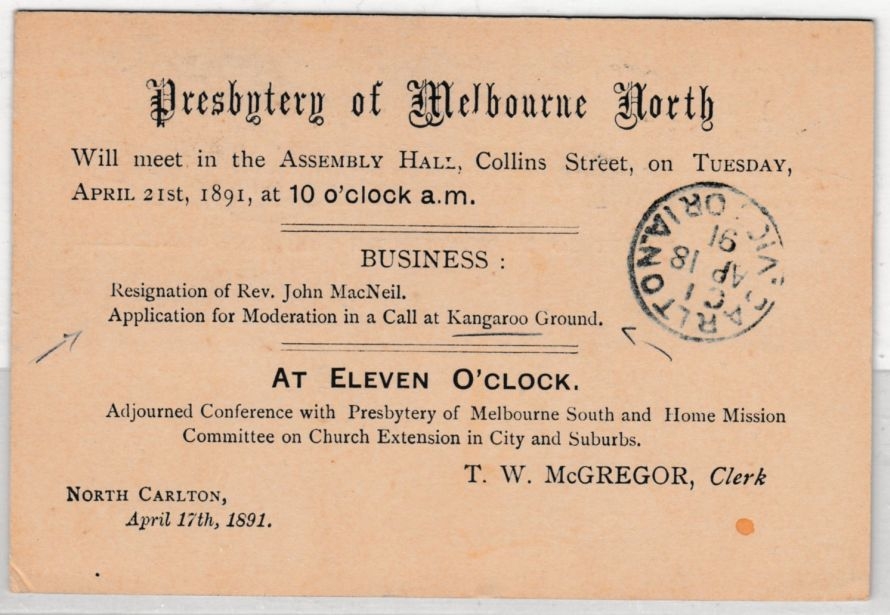 Presbytery of Melbourne North
Will meet in the ASSEMBLY HALL, Collins Street, on TUESDAY,
APRIL 21ST, 1891, at 10 o'clock a.m.
BUSINESS :
Resignation of Rev. John MacNeil.
Application for Moderation in a Call at Kangaroo Ground.
AT ELEVEN O'CLOCK.
Adjourned Conference with Presbytery of Melbourne South and Home Mission
Committee on Church Extension in City and Suburbs.
T. W. McGREGOR, Clerk
NORTH CARLTON,
April 17th, 1891.
CARLTON N
VICTORIA
C 1
AP 18
91